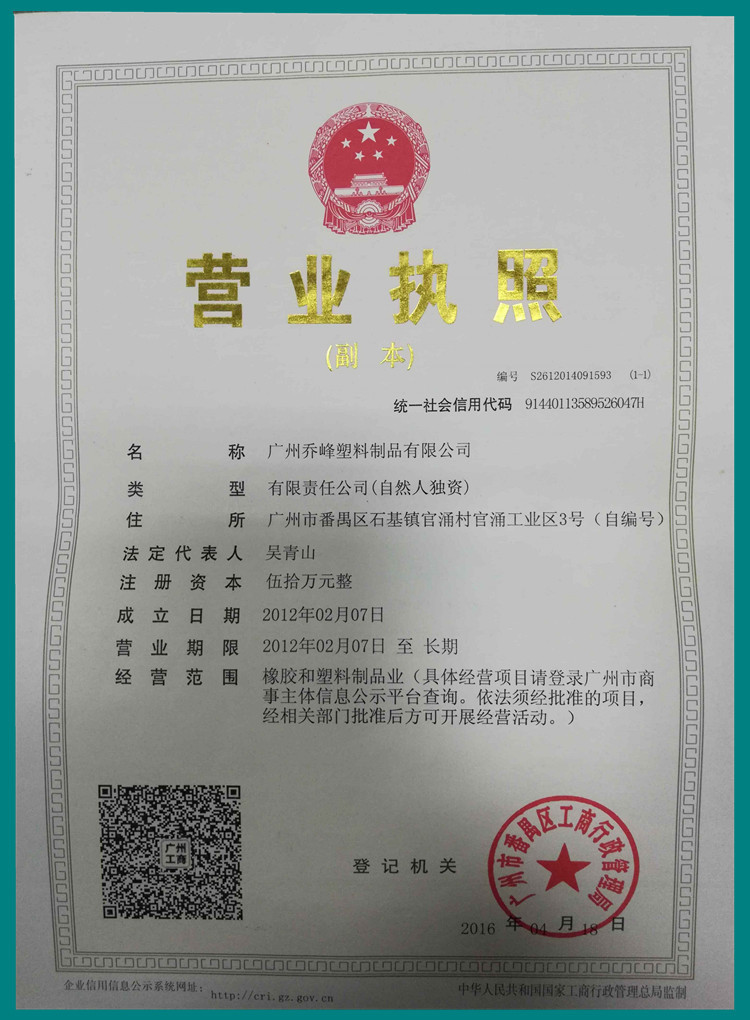 营业执照
(副 本)
编号 S2612014091593 (1-1)
统一社会信用代码 91440113589526047H
名 称 广州乔峰塑料制品有限公司
类 型 有限责任公司(自然人独资)
住 所 广州市番禺区石基镇官涌村官涌工业区3号（自编号）
法定代表人 吴青山
注册资本 伍拾万元整
成立日期 2012年02月07日
营业期限 2012年02月07日 至 长期
经营范围 橡胶和塑料制品业（具体经营项目请登录广州市商
事主体信息公示平台查询。依法须经批准的项目，
经相关部门批准后方可开展经营活动。）
广州
工商
登记机关
广州市番禺区工商行政管理局
2016 年 04 月 18 日
企业信用信息公示系统网址： http://cri.gz.gov.cn
中华人民共和国国家工商行政管理总局监制